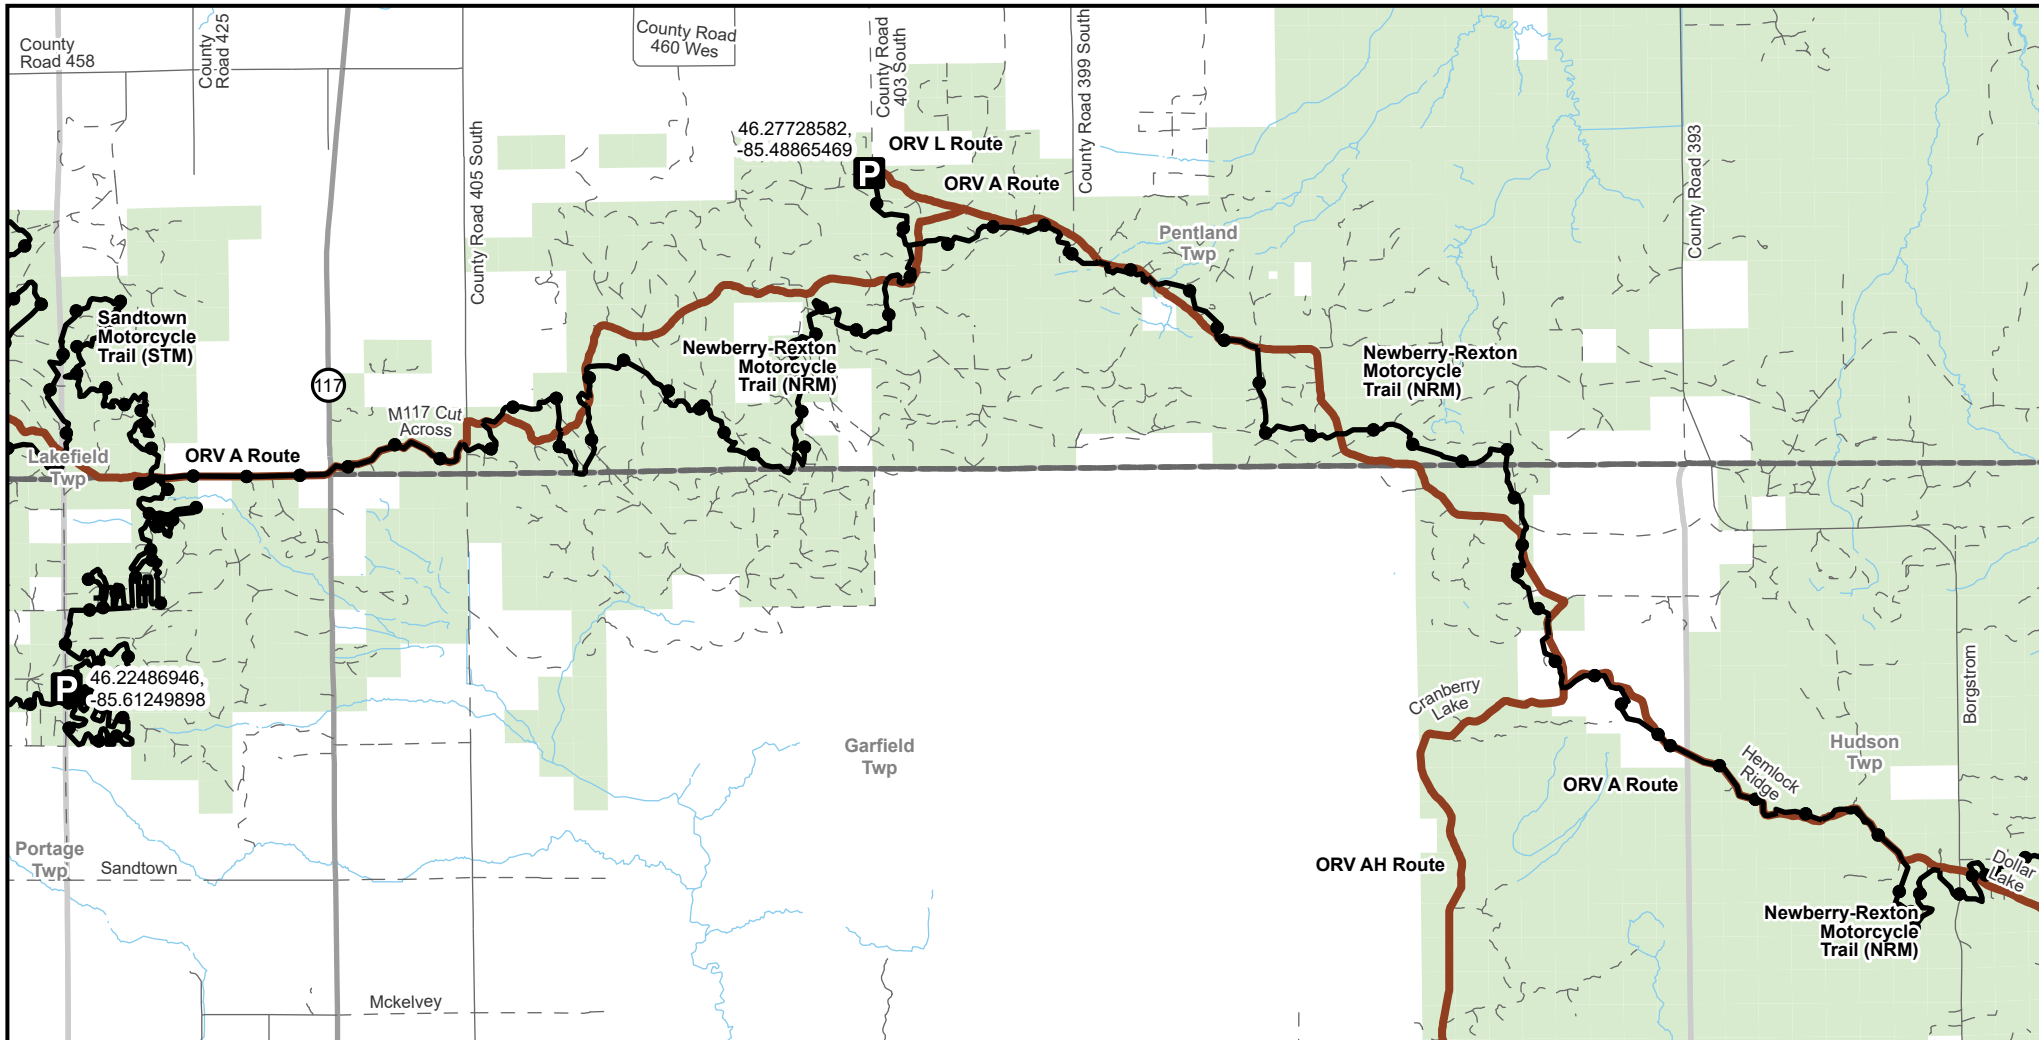 County
Road 458
County
Road 425
County Road
460 Wes
County Road
403 South
County Road 399 South
County Road 405 South
County Road 393
46.27728582,
-85.48865469
P
ORV L Route
ORV A Route
Pentland
Twp
Sandtown
Motorcycle
Trail (STM)
117
Newberry-Rexton
Motorcycle
Trail (NRM)
Newberry-Rexton
Motorcycle
Trail (NRM)
M117 Cut
Across
ORV A Route
Lakefield
Twp
P
46.22486946,
-85.61249898
Cranberry
Lake
Borgstrom
Garfield
Twp
Hemlock
Ridge
Hudson
Twp
ORV A Route
Portage
Twp
Sandtown
ORV AH Route
Dollar
Lake
Newberry-Rexton
Motorcycle
Trail (NRM)
Mckelvey